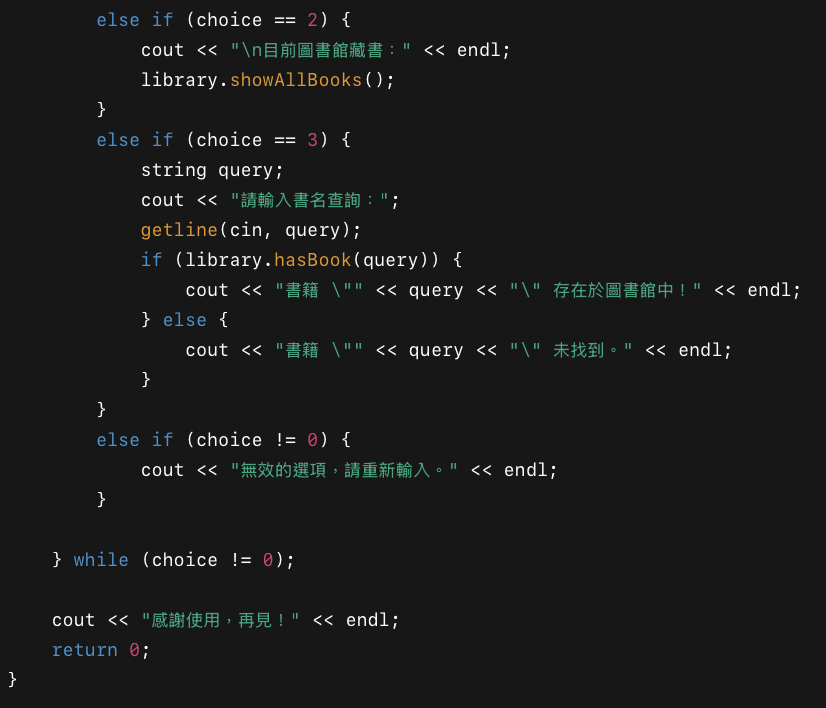 else if (choice == 2) {
cout << "\n目前圖書館藏書：" << endl;
library.showAllBooks();
}
else if (choice == 3) {
string query;
cout << "請輸入書名查詢：";
getline(cin, query);
if (library.hasBook(query)) {
cout << "書籍 \"" << query << "\" 存在於圖書館中！" << endl;
} else {
cout << "書籍 \"" << query << "\" 未找到。" << endl;
}
}
else if (choice != 0) {
cout << "無效的選項，請重新輸入。" << endl;
}
} while (choice != 0);
cout << "感謝使用，再見！" << endl;
return 0;
}